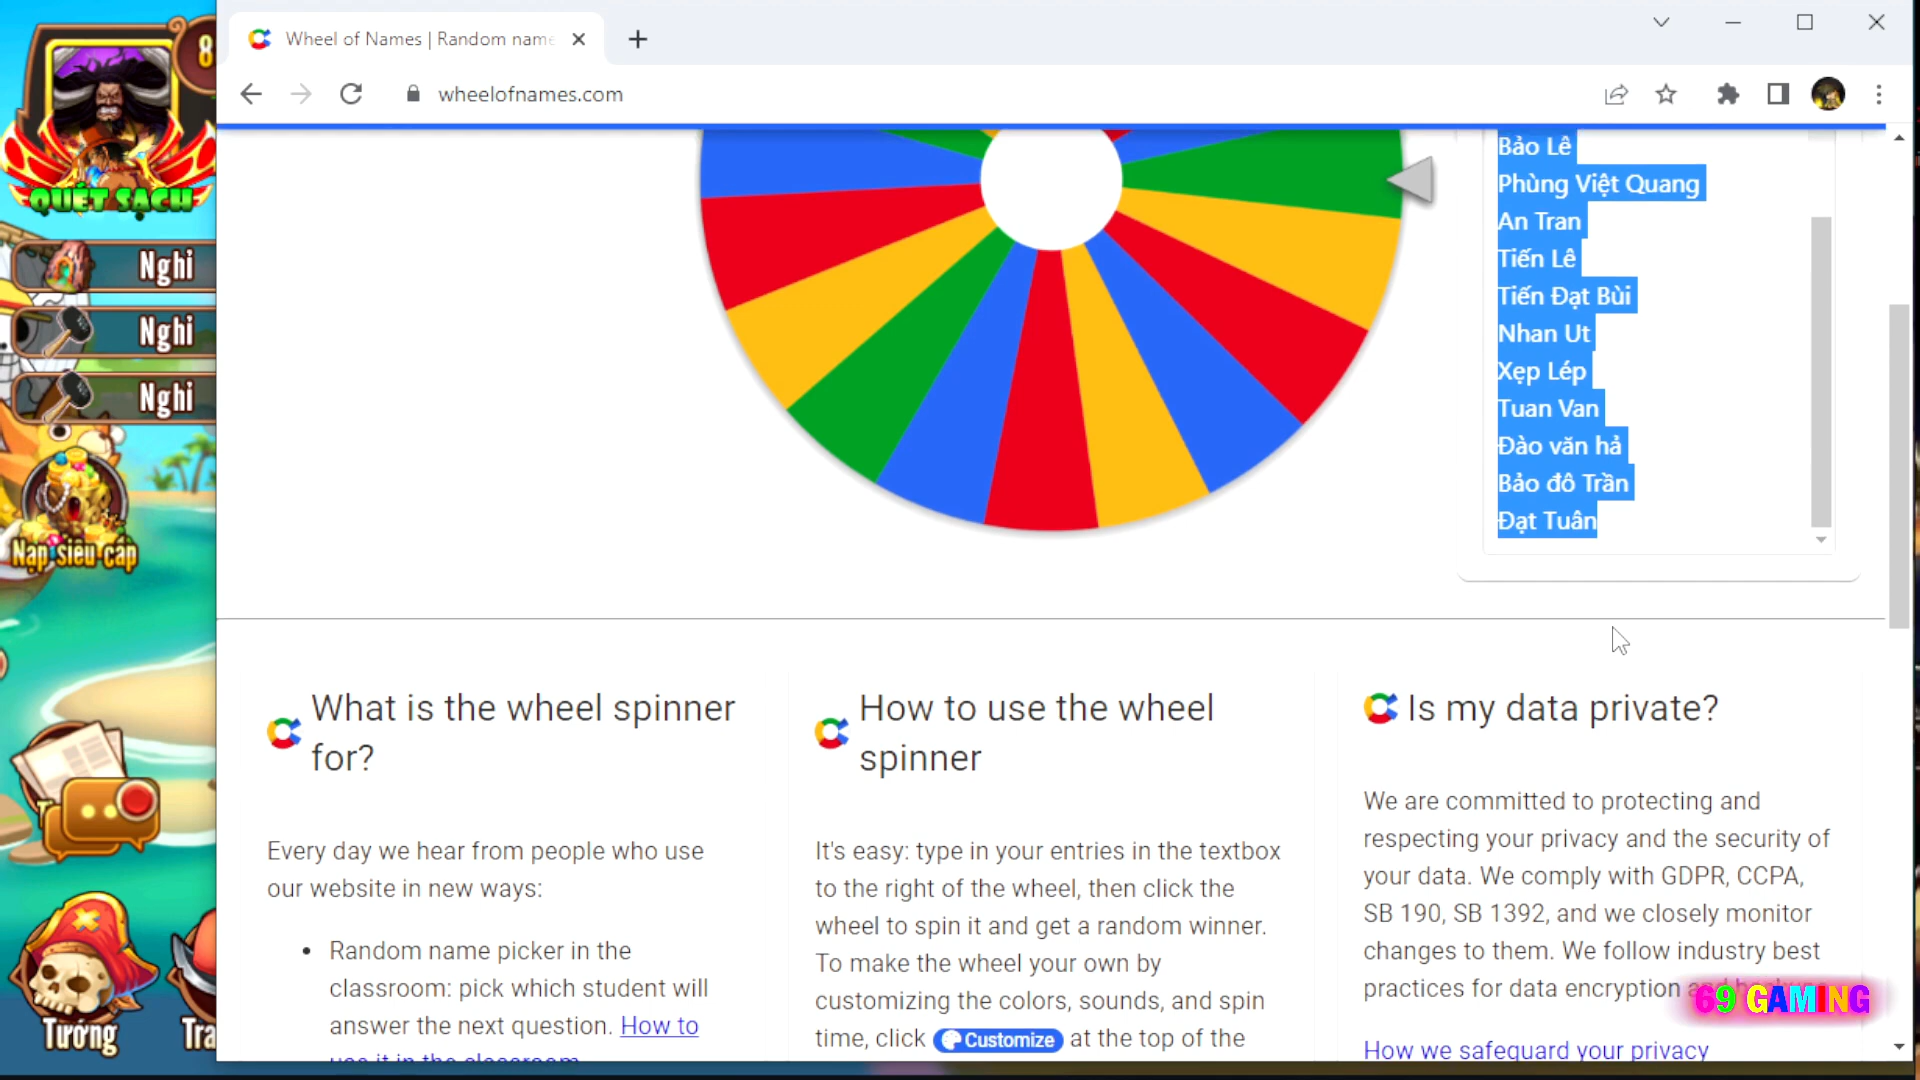 8
QUÉT SẠCH
Nghỉ
Nghỉ
Nghỉ
Nạp siêu cấp
Tướng
Tra
Wheel of Names | Random name
wheelofnames.com
Bảo Lê
Phùng Việt Quang
An Tran
Tiến Lê
Tiến Đạt Bùi
Nhan Ut
Xẹp Lép
Tuan Van
Đào văn hả
Bảo đô Trần
Đạt Tuân
What is the wheel spinner
for?
Every day we hear from people who use
our website in new ways:
• Random name picker in the
classroom: pick which student will
answer the next question. How to
use it in the classroom
How to use the wheel
spinner
It's easy: type in your entries in the textbox
to the right of the wheel, then click the
wheel to spin it and get a random winner.
To make the wheel your own by
customizing the colors, sounds, and spin
time, click Customize at the top of the
Is my data private?
We are committed to protecting and
respecting your privacy and the security of
your data. We comply with GDPR, CCPA,
SB 190, SB 1392, and we closely monitor
changes to them. We follow industry best
practices for data encryption and
How we safeguard your privacy
69 GAMING